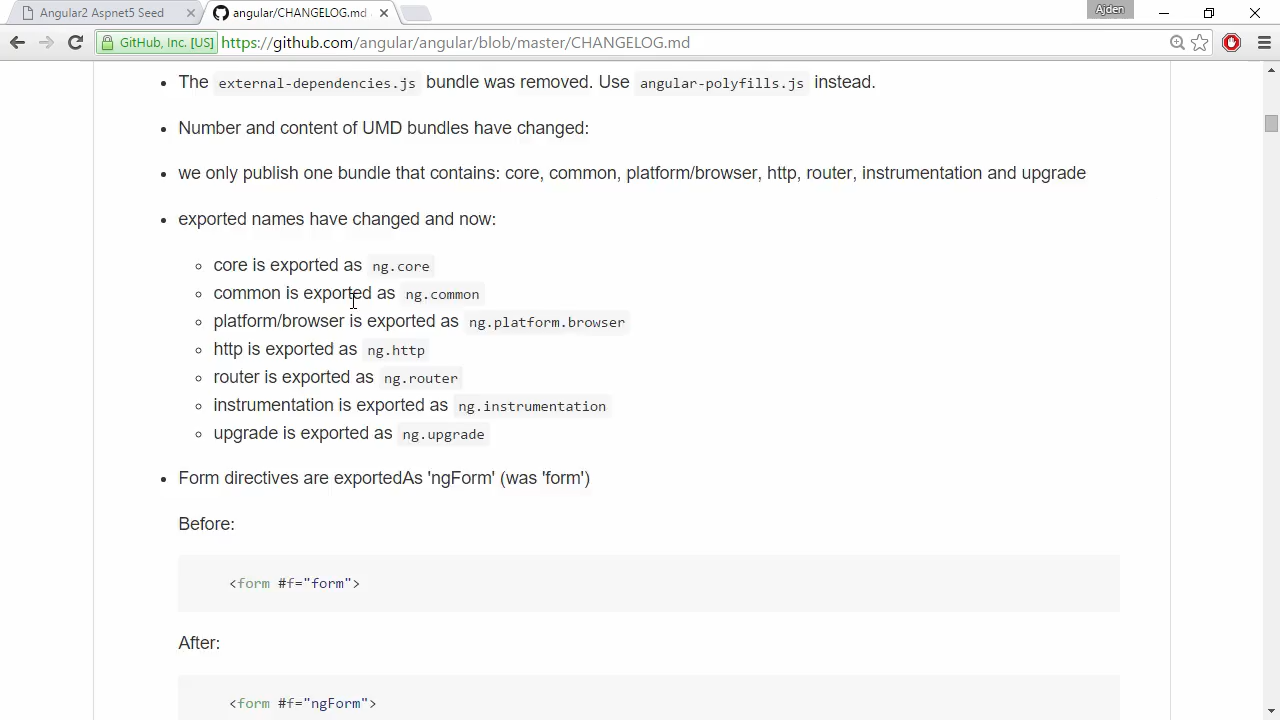 Angular2 Aspnet5 Seed
angular/CHANGELOG.md
Ajden
GitHub, Inc. [US] https://github.com/angular/angular/blob/master/CHANGELOG.md
• The external-dependencies.js bundle was removed. Use angular-polyfills.js instead.
• Number and content of UMD bundles have changed:
• we only publish one bundle that contains: core, common, platform/browser, http, router, instrumentation and upgrade
• exported names have changed and now:
◦ core is exported as ng.core
◦ common is exported as ng.common
◦ platform/browser is exported as ng.platform.browser
◦ http is exported as ng.http
◦ router is exported as ng.router
◦ instrumentation is exported as ng.instrumentation
◦ upgrade is exported as ng.upgrade
• Form directives are exportedAs 'ngForm' (was 'form')
Before:
<form #f="form">
After:
<form #f="ngForm">